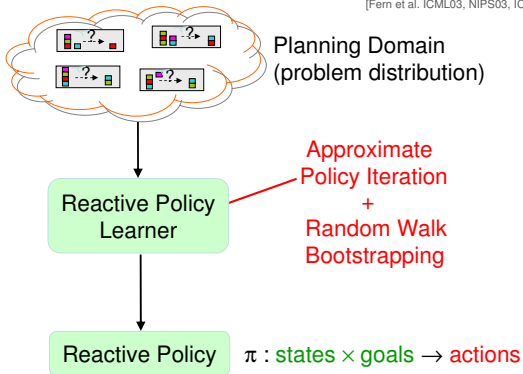 [Fern et al. ICML03, NIPS03, IC
?
?
?
?
Planning Domain
(problem distribution)
Approximate
Policy Iteration
+
Random Walk
Bootstrapping
Reactive Policy
Learner
Reactive Policy
π : states × goals → actions